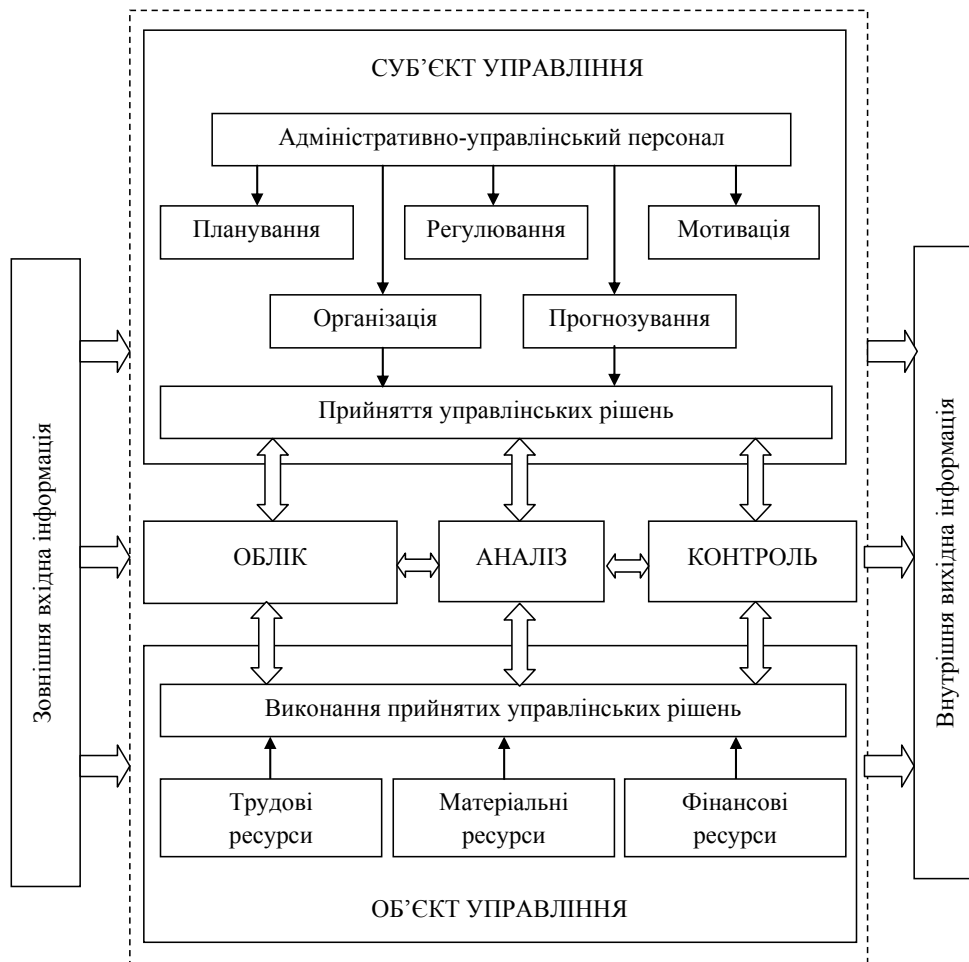 СУБ’ЄКТ УПРАВЛІННЯ
Адміністративно-управлінський персонал
Планування
Регулювання
Мотивація
Організація
Прогнозування
Прийняття управлінських рішень
Зовнішня вхідна інформація
ОБЛІК
АНАЛІЗ
КОНТРОЛЬ
Внутрішня вихідна інформація
Виконання прийнятих управлінських рішень
Трудові
ресурси
Матеріальні
ресурси
Фінансові
ресурси
ОБ’ЄКТ УПРАВЛІННЯ